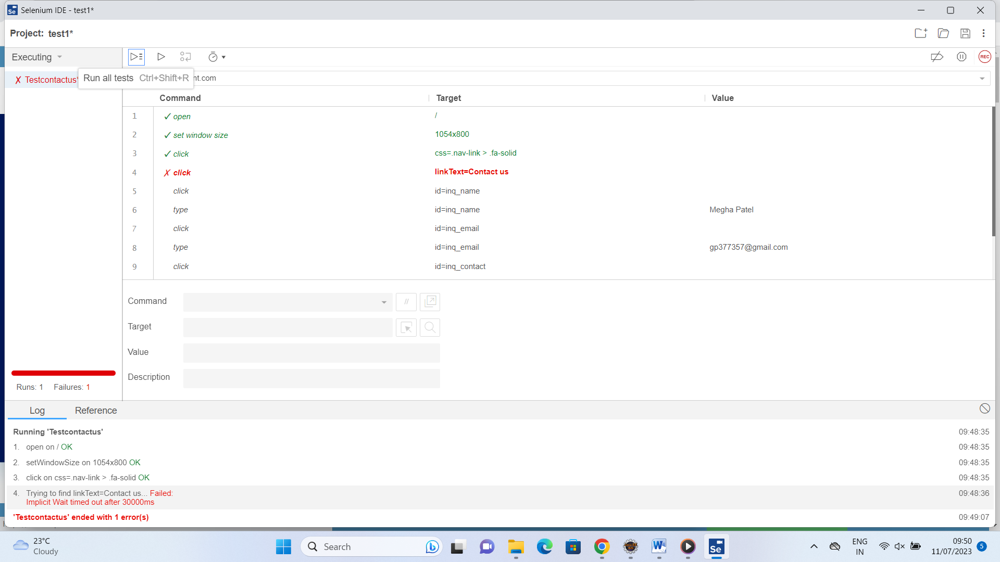 Selenium IDE - test1*
Project: test1*
Executing
Testcontactus*
Run all tests Ctrl+Shift+R
nt.com
REC
Command Target Value
1 ✓ open /
2 ✓ set window size 1054x800
3 ✓ click css=.nav-link > .fa-solid
4 ✗ click linkText=Contact us
5 click id=inq_name
6 type id=inq_name Megha Patel
7 click id=inq_email
8 type id=inq_email gp377357@gmail.com
9 click id=inq_contact
Command //
Target
Value
Description
Runs: 1 Failures: 1
Log Reference
Running 'Testcontactus' 09:48:35
1. open on / OK 09:48:35
2. setWindowSize on 1054x800 OK 09:48:35
3. click on css=.nav-link > .fa-solid OK 09:48:35
4. Trying to find linkText=Contact us... Failed: 09:48:36
Implicit Wait timed out after 30000ms
'Testcontactus' ended with 1 error(s) 09:49:07
23°C
Cloudy
Search
ENG
IN
09:50
11/07/2023
5